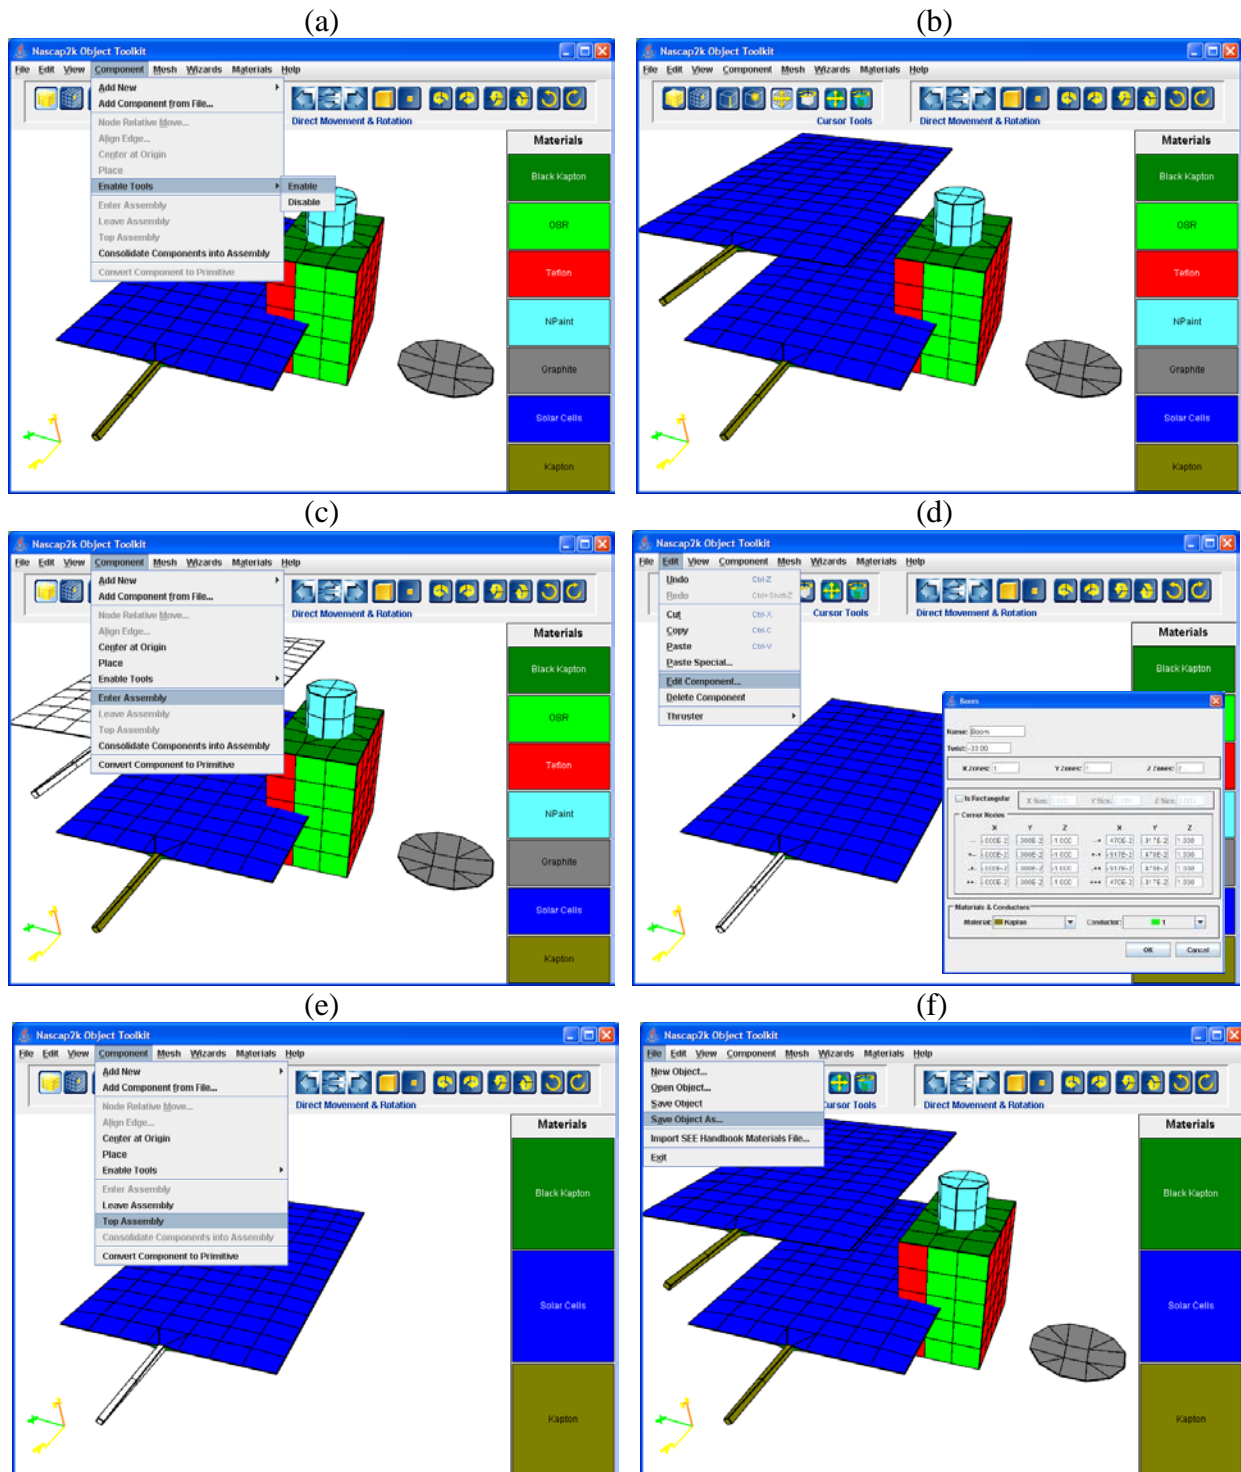 (a)
Nascap2k Object Toolkit
File Edit View Component Mesh Wizards Materials Help
Add New
Add Component from File...
Node Relative Move...
Align Edge...
Center at Origin
Place
Enable Tools
Enable
Disable
Enter Assembly
Leave Assembly
Top Assembly
Consolidate Components into Assembly
Convert Component to Primitive
Direct Movement & Rotation
Materials
Black Kapton
OSR
Teflon
NPaint
Graphite
Solar Cells
Kapton
(b)
Nascap2k Object Toolkit
File Edit View Component Mesh Wizards Materials Help
Cursor Tools
Direct Movement & Rotation
Materials
Black Kapton
OSR
Teflon
NPaint
Graphite
Solar Cells
Kapton
(c)
Nascap2k Object Toolkit
File Edit View Component Mesh Wizards Materials Help
Add New
Add Component from File...
Node Relative Move...
Align Edge...
Center at Origin
Place
Enable Tools
Enter Assembly
Leave Assembly
Top Assembly
Consolidate Components into Assembly
Convert Component to Primitive
Direct Movement & Rotation
Materials
Black Kapton
OSR
Teflon
NPaint
Graphite
Solar Cells
Kapton
(d)
Nascap2k Object Toolkit
File Edit View Component Mesh Wizards Materials Help
Undo Ctrl-Z
Redo Ctrl+Shift-Z
Cut Ctrl-X
Copy Ctrl-C
Paste Ctrl-V
Paste Special...
Edit Component...
Delete Component
Thruster
Cursor Tools
Direct Movement & Rotation
Materials
Black Kapton
Boom
Name: Boom
Twist: -33.00
X Zones: 1 Y Zones: 1 Z Zones:
Is Rectangular X Size: Y Size: Z Size:
Corner Nodes
X Y Z X Y Z
Materials & Conductors
Material: Kapton Conductor: 1
OK Cancel
(e)
Nascap2k Object Toolkit
File Edit View Component Mesh Wizards Materials Help
Add New
Add Component from File...
Node Relative Move...
Align Edge...
Center at Origin
Place
Enable Tools
Enter Assembly
Leave Assembly
Top Assembly
Consolidate Components into Assembly
Convert Component to Primitive
Direct Movement & Rotation
Materials
Black Kapton
Solar Cells
Kapton
(f)
Nascap2k Object Toolkit
File Edit View Component Mesh Wizards Materials Help
New Object...
Open Object...
Save Object
Save Object As...
Import SEE Handbook Materials File...
Exit
Cursor Tools
Direct Movement & Rotation
Materials
Black Kapton
Solar Cells
Kapton